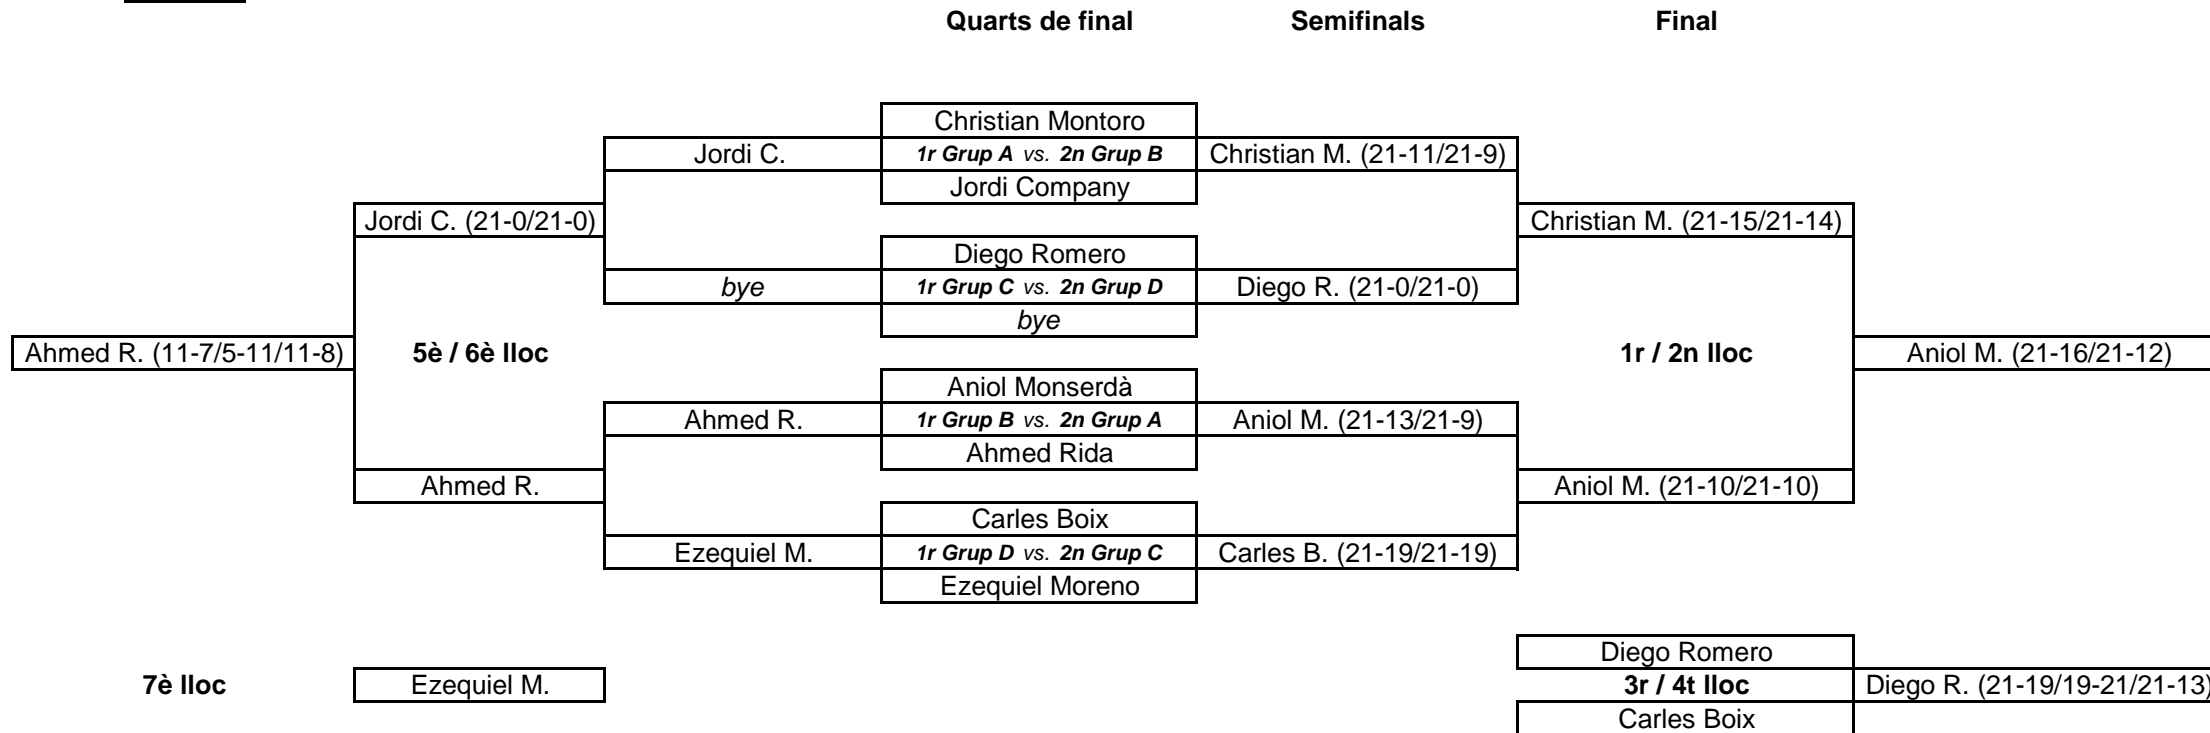 Quarts de final Semifinals Final
Christian Montoro
Jordi C. 1r Grup A vs. 2n Grup B Christian M. (21-11/21-9)
Jordi Company
Jordi C. (21-0/21-0) Christian M. (21-15/21-14)
Diego Romero
bye 1r Grup C vs. 2n Grup D Diego R. (21-0/21-0)
bye
Ahmed R. (11-7/5-11/11-8) 5è / 6è lloc 1r / 2n lloc Aniol M. (21-16/21-12)
Aniol Monserdà
Ahmed R. 1r Grup B vs. 2n Grup A Aniol M. (21-13/21-9)
Ahmed Rida
Ahmed R. Aniol M. (21-10/21-10)
Carles Boix
Ezequiel M. 1r Grup D vs. 2n Grup C Carles B. (21-19/21-19)
Ezequiel Moreno
Diego Romero
7è lloc Ezequiel M. 3r / 4t lloc Diego R. (21-19/19-21/21-13)
Carles Boix